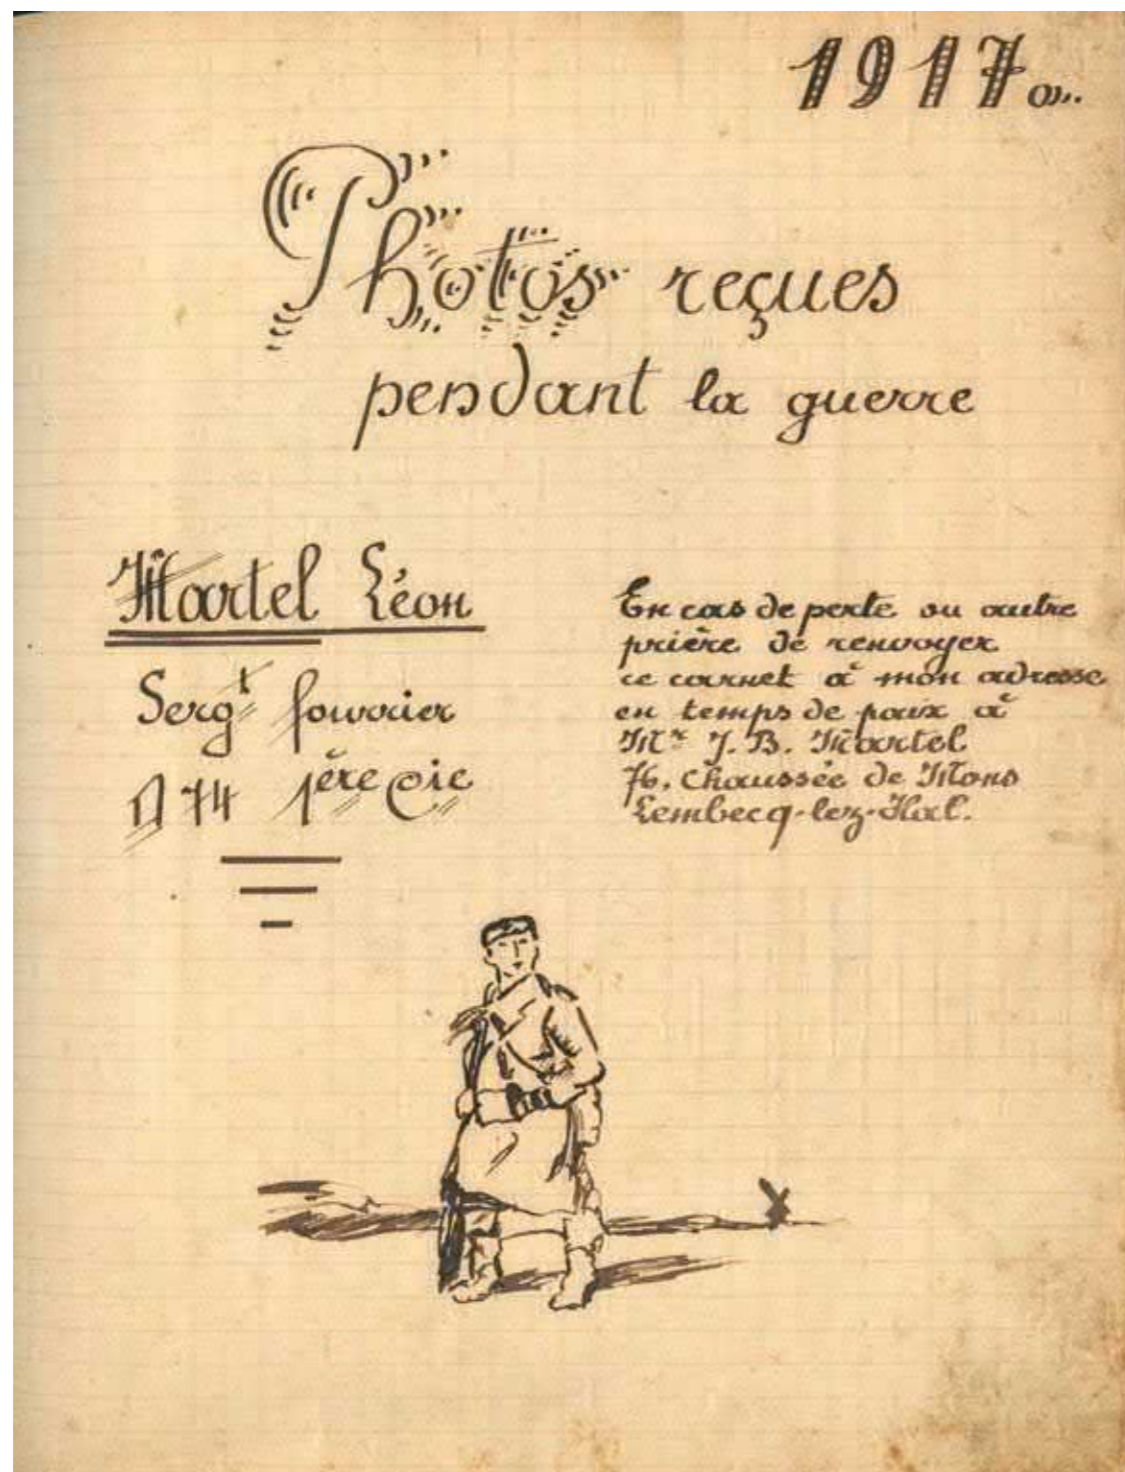 1917 a...
Photos reçues
pendant la guerre
Martel Léon
Sergt fourrier
D 74 1ère Cie
En cas de perte ou autre
prière de renvoyer
ce carnet à mon adresse
en temps de paix à
Mr J. B. Martel
76, Chaussée de Mons
Lembecq-lez-Hal.